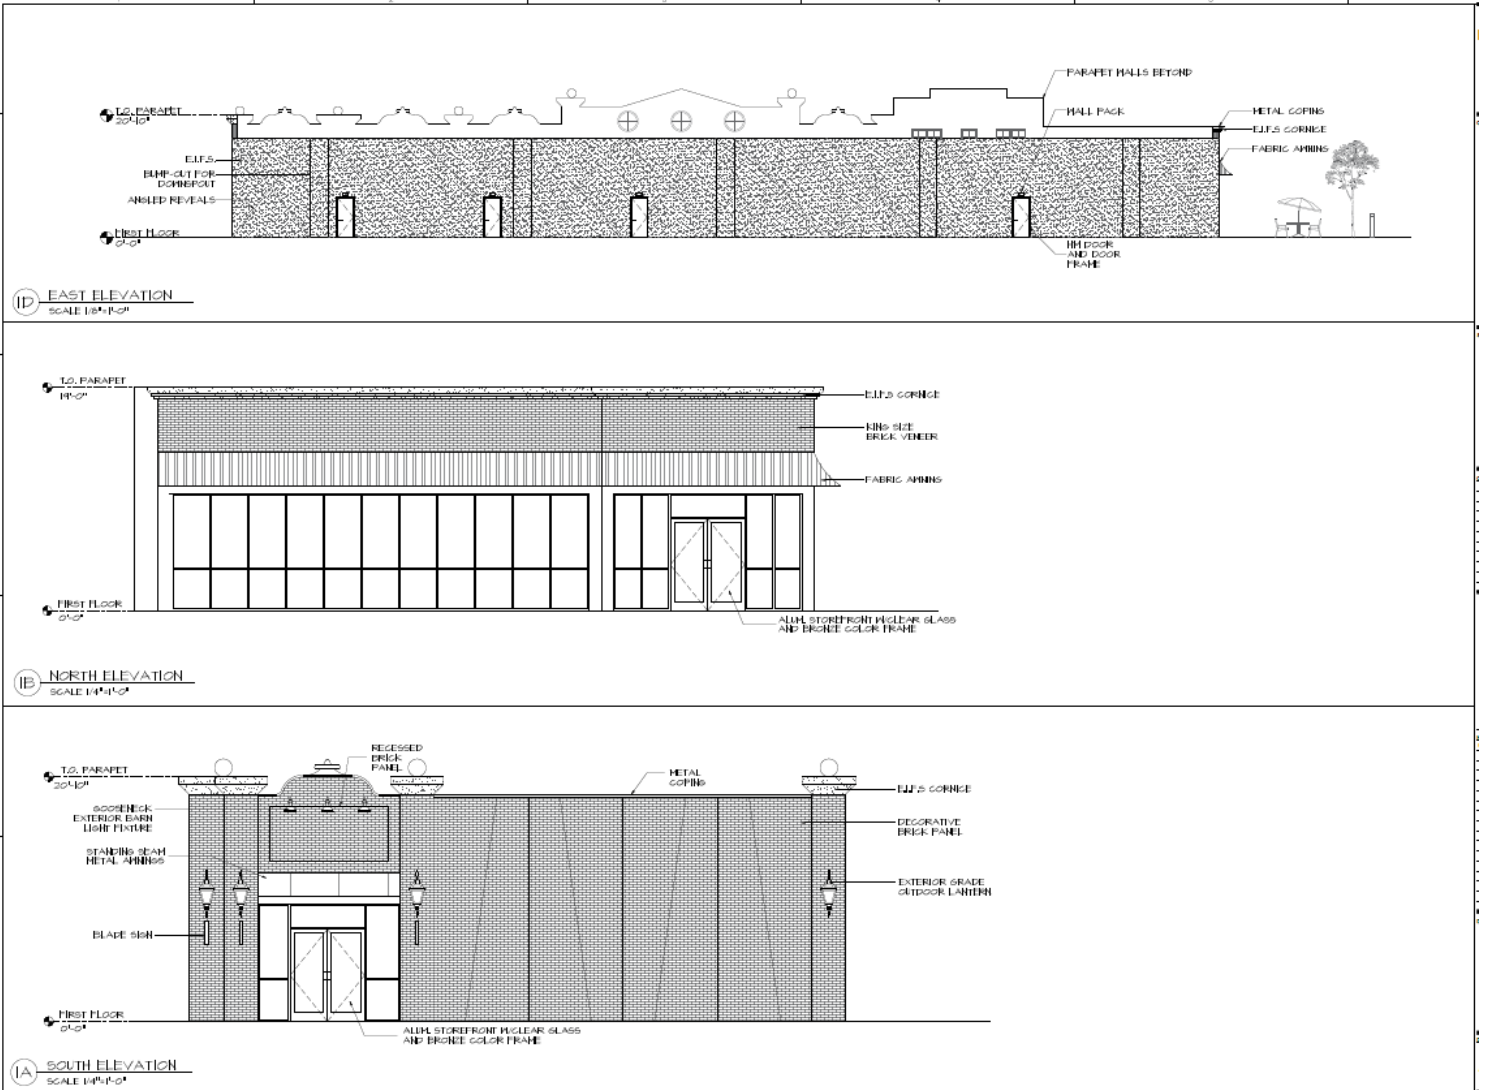 PARAPET WALLS BEYOND
T.O. PARAPET
20'-10"
WALL PACK
METAL COPING
E.I.F.S CORNICE
FABRIC AWNING
E.I.F.S.
BUMP-OUT FOR
DOWNSPOUT
ANGLED REVEALS
FIRST FLOOR
0'-0"
HM DOOR
AND DOOR
FRAME
1D
EAST ELEVATION
SCALE 1/8"=1'-0"
T.O. PARAPET
19'-0"
E.I.F.S CORNICE
KING SIZE
BRICK VENEER
FABRIC AWNING
FIRST FLOOR
0'-0"
ALUM. STOREFRONT W/CLEAR GLASS
AND BRONZE COLOR FRAME
1B
NORTH ELEVATION
SCALE 1/4"=1'-0"
RECESSED
BRICK
PANEL
T.O. PARAPET
20'-10"
METAL
COPING
E.I.F.S CORNICE
GOOSENECK
EXTERIOR BARN
LIGHT FIXTURE
DECORATIVE
BRICK PANEL
STANDING SEAM
METAL AWNINGS
EXTERIOR GRADE
OUTDOOR LANTERN
BLADE SIGN
FIRST FLOOR
0'-0"
ALUM. STOREFRONT W/CLEAR GLASS
AND BRONZE COLOR FRAME
1A
SOUTH ELEVATION
SCALE 1/4"=1'-0"